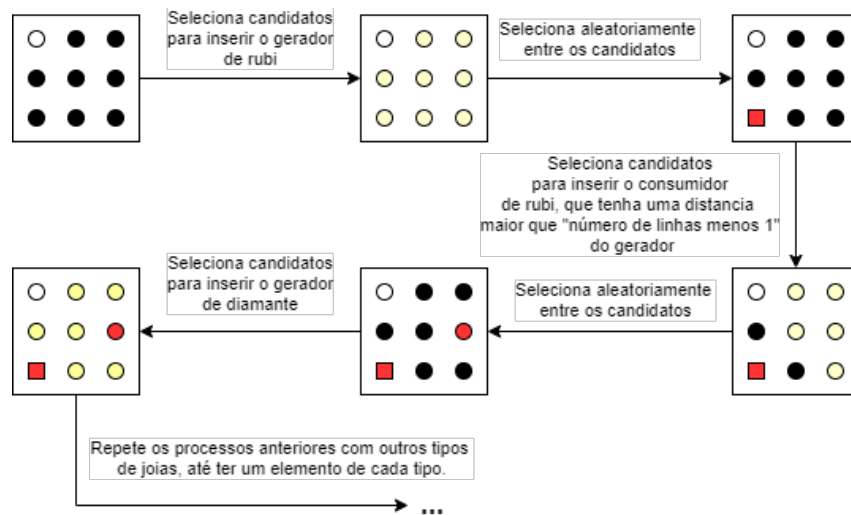 Seleciona candidatos
para inserir o gerador
de rubi
Seleciona aleatoriamente
entre os candidatos
Seleciona candidatos
para inserir o consumidor
de rubi, que tenha uma distancia
maior que "número de linhas menos 1"
do gerador
Seleciona aleatoriamente
entre os candidatos
Seleciona candidatos
para inserir o gerador
de diamante
Repete os processos anteriores com outros tipos
de joias, até ter um elemento de cada tipo.
...